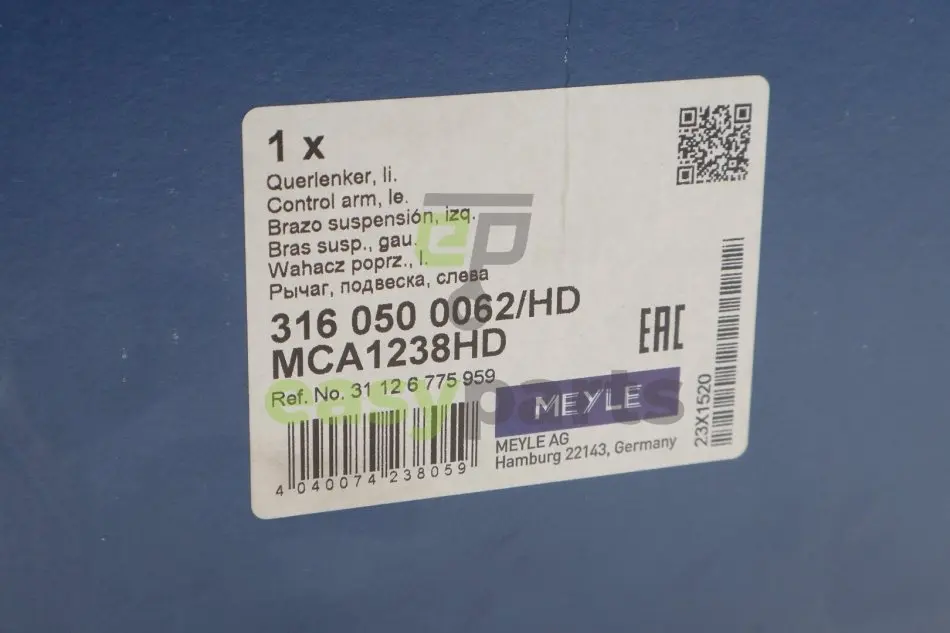 1 x
Querlenker, li.
Control arm, le.
Brazo suspensión, izq.
Bras susp., gau.
Wahacz poprz., l.
Рычаг, подвеска, слева
316 050 0062/HD
MCA1238HD
Ref. No. 31 12 6 775 959
4 040074 238059
EAC
MEYLE
MEYLE AG
Hamburg 22143, Germany
23X1520
ep
easyparts